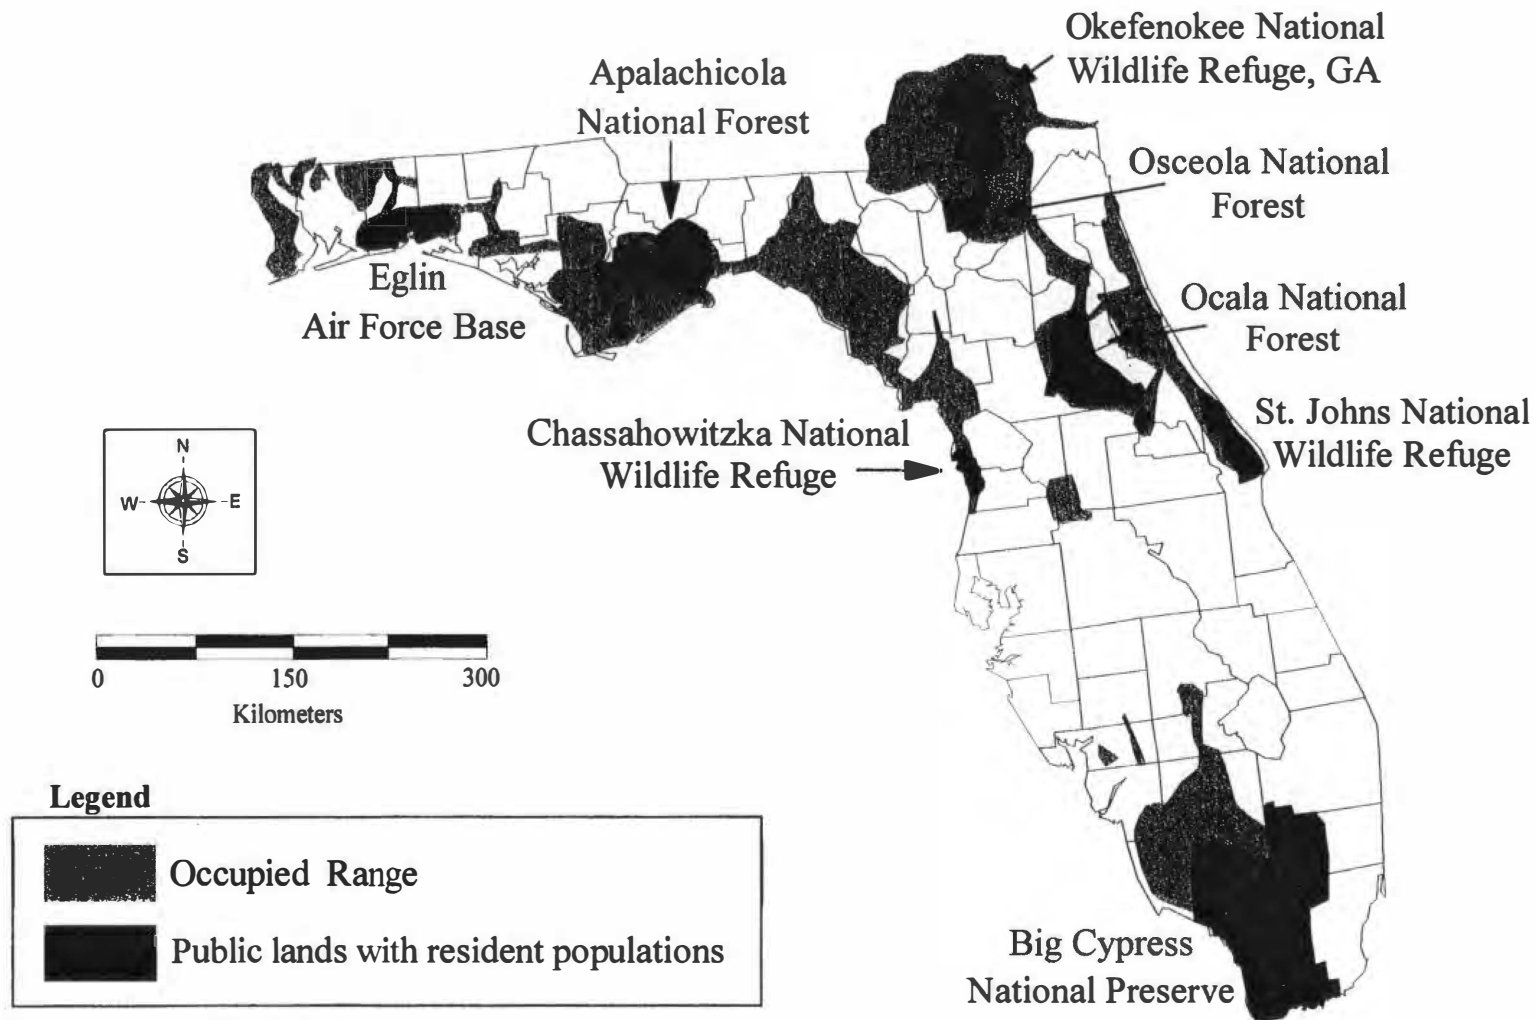 Okefenokee National
Wildlife Refuge, GA
Apalachicola
National Forest
Osceola National
Forest
Eglin
Air Force Base
Ocala National
Forest
St. Johns National
Wildlife Refuge
Chassahowitzka National
Wildlife Refuge
N
W
E
S
0 150 300
Kilometers
Legend
Occupied Range
Public lands with resident populations
Big Cypress
National Preserve